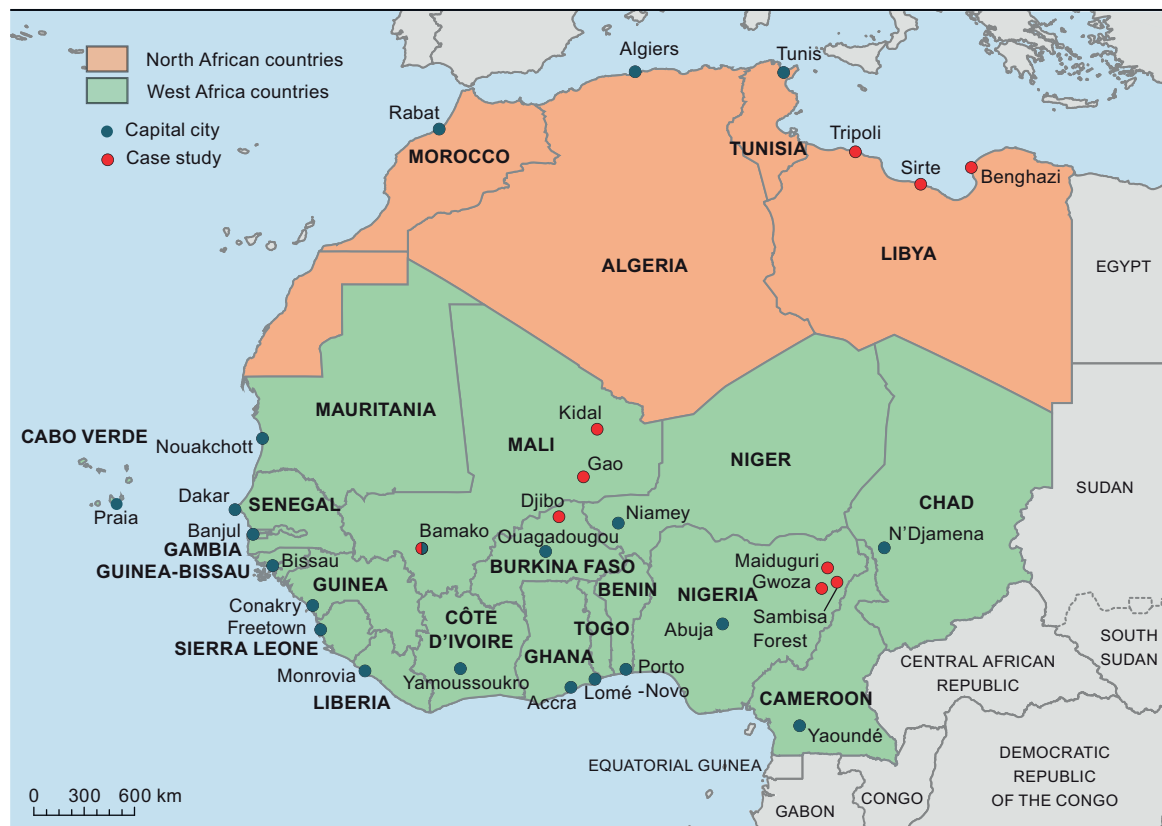 North African countries
West Africa countries
Capital city
Case study
Algiers
Tunis
Rabat
MOROCCO
TUNISIA
Tripoli
Sirte
Benghazi
ALGERIA
LIBYA
EGYPT
MAURITANIA
CABO VERDE
Nouakchott
Kidal
MALI
Gao
NIGER
CHAD
SUDAN
Praia
Dakar
SENEGAL
Banjul
GAMBIA
GUINEA-BISSAU
Bissau
Bamako
Djibo
Ouagadougou
BURKINA FASO
Niamey
N'Djamena
Maiduguri
Gwoza
Sambisa
Forest
GUINEA
Conakry
Freetown
SIERRA LEONE
Monrovia
LIBERIA
CÔTE
D'IVOIRE
Yamoussoukro
GHANA
Accra
TOGO
Lomé
BENIN
Porto
-Novo
NIGERIA
Abuja
CAMEROON
Yaoundé
CENTRAL AFRICAN
REPUBLIC
SOUTH
SUDAN
EQUATORIAL GUINEA
GABON
CONGO
DEMOCRATIC
REPUBLIC
OF THE CONGO
0 300 600 km